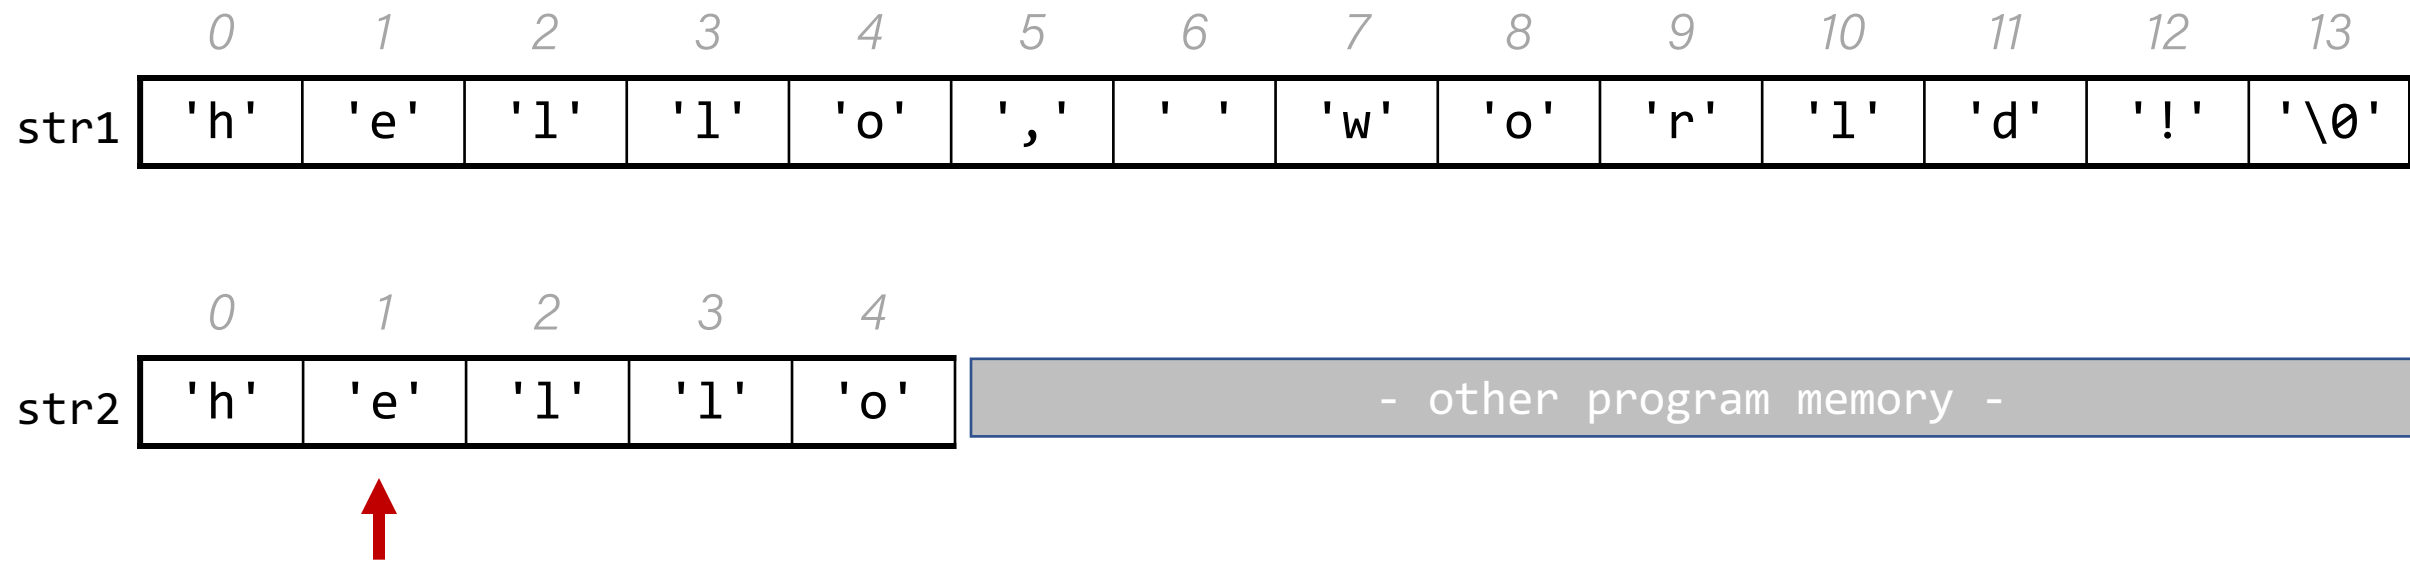 0 1 2 3 4 5 6 7 8 9 10 11 12 13
str1 'h' 'e' 'l' 'l' 'o' ',' ' ' 'w' 'o' 'r' 'l' 'd' '!' '\0'
0 1 2 3 4
str2 'h' 'e' 'l' 'l' 'o' - other program memory -